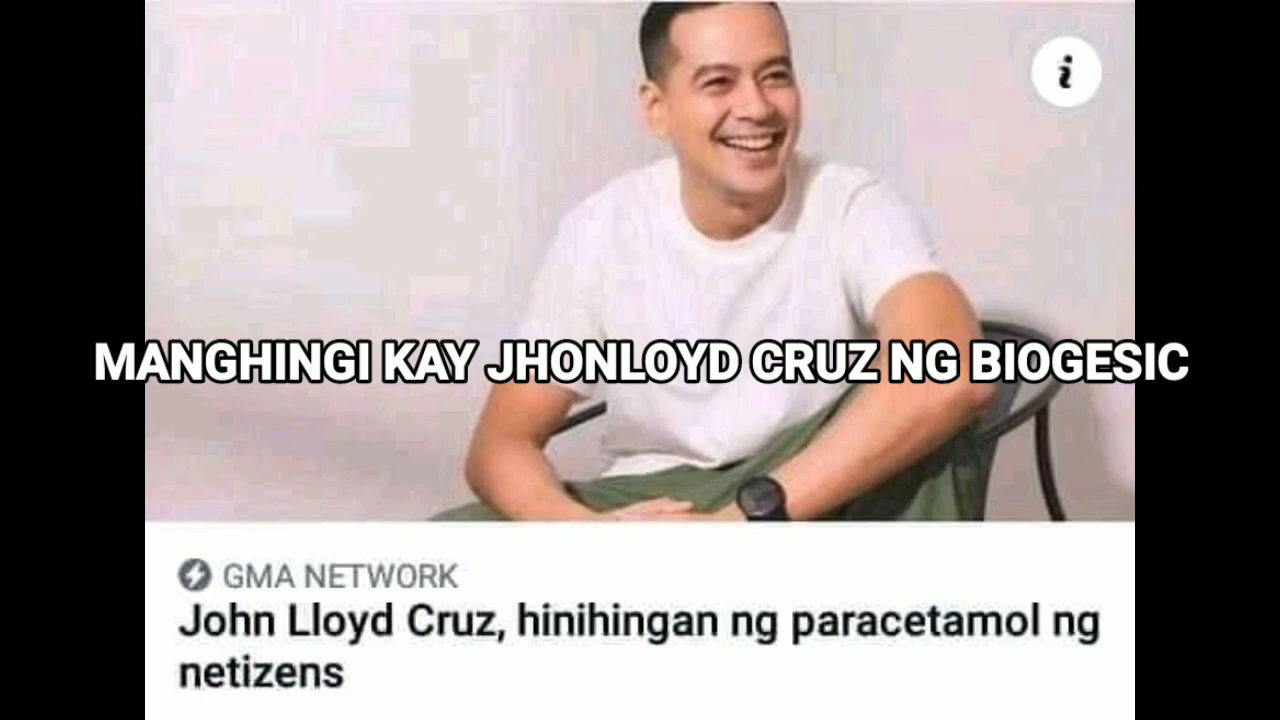 MANGHINGI KAY JHONLOYD CRUZ NG BIOGESIC
GMA NETWORK
John Lloyd Cruz, hinihingan ng paracetamol ng
netizens